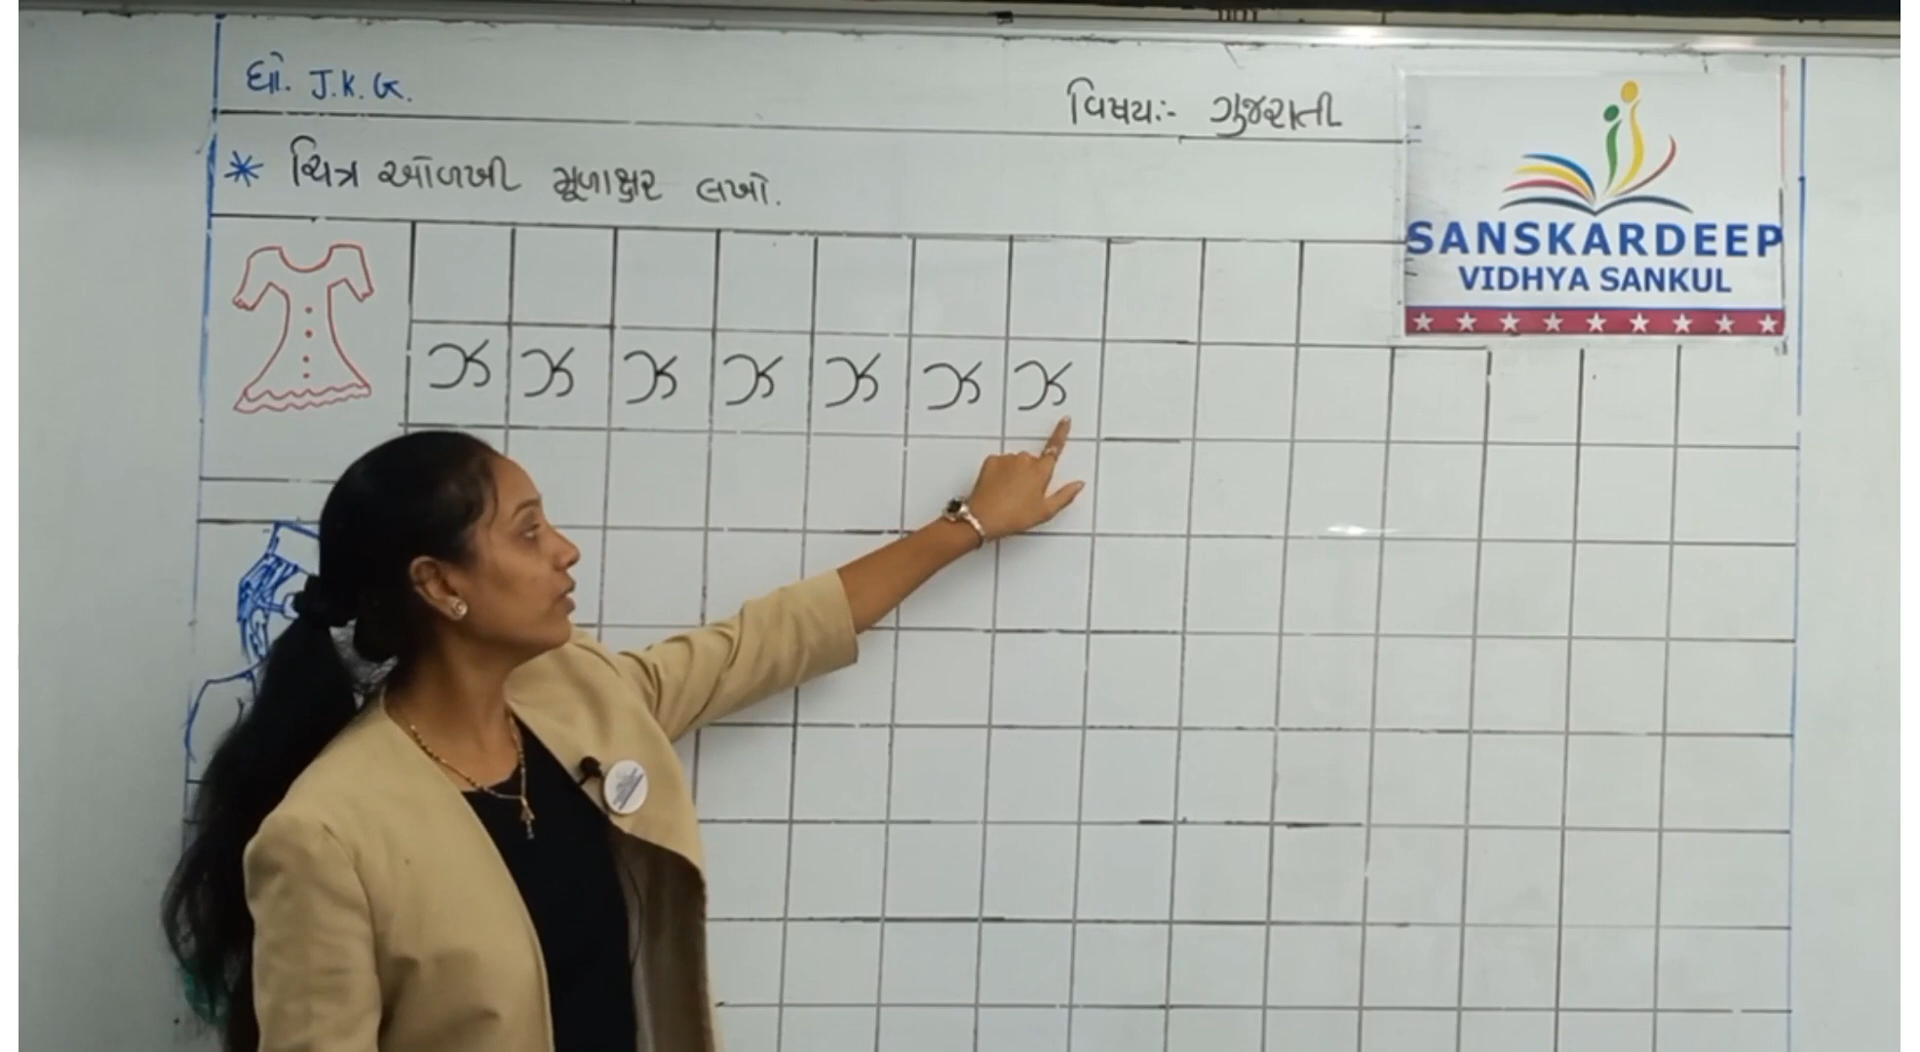 ધો. J.K.G.
વિષય:- ગુજરાતી
* ચિત્ર ઓળખી મૂળાક્ષર લખો.
SANSKARDEEP
VIDHYA SANKUL
ઝ ઝ ઝ ઝ ઝ ઝ ઝ